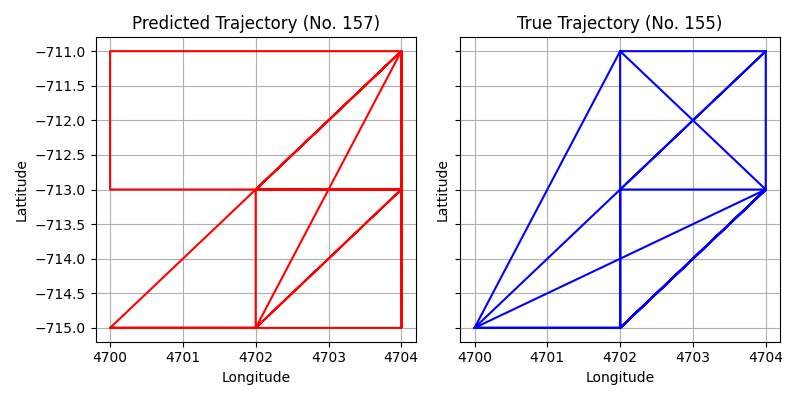 Predicted Trajectory (No. 157)
True Trajectory (No. 155)
−711.0
−711.5
−712.0
−712.5
−713.0
−713.5
−714.0
−714.5
−715.0
Lattitude
Lattitude
4700 4701 4702 4703 4704
4700 4701 4702 4703 4704
Longitude
Longitude